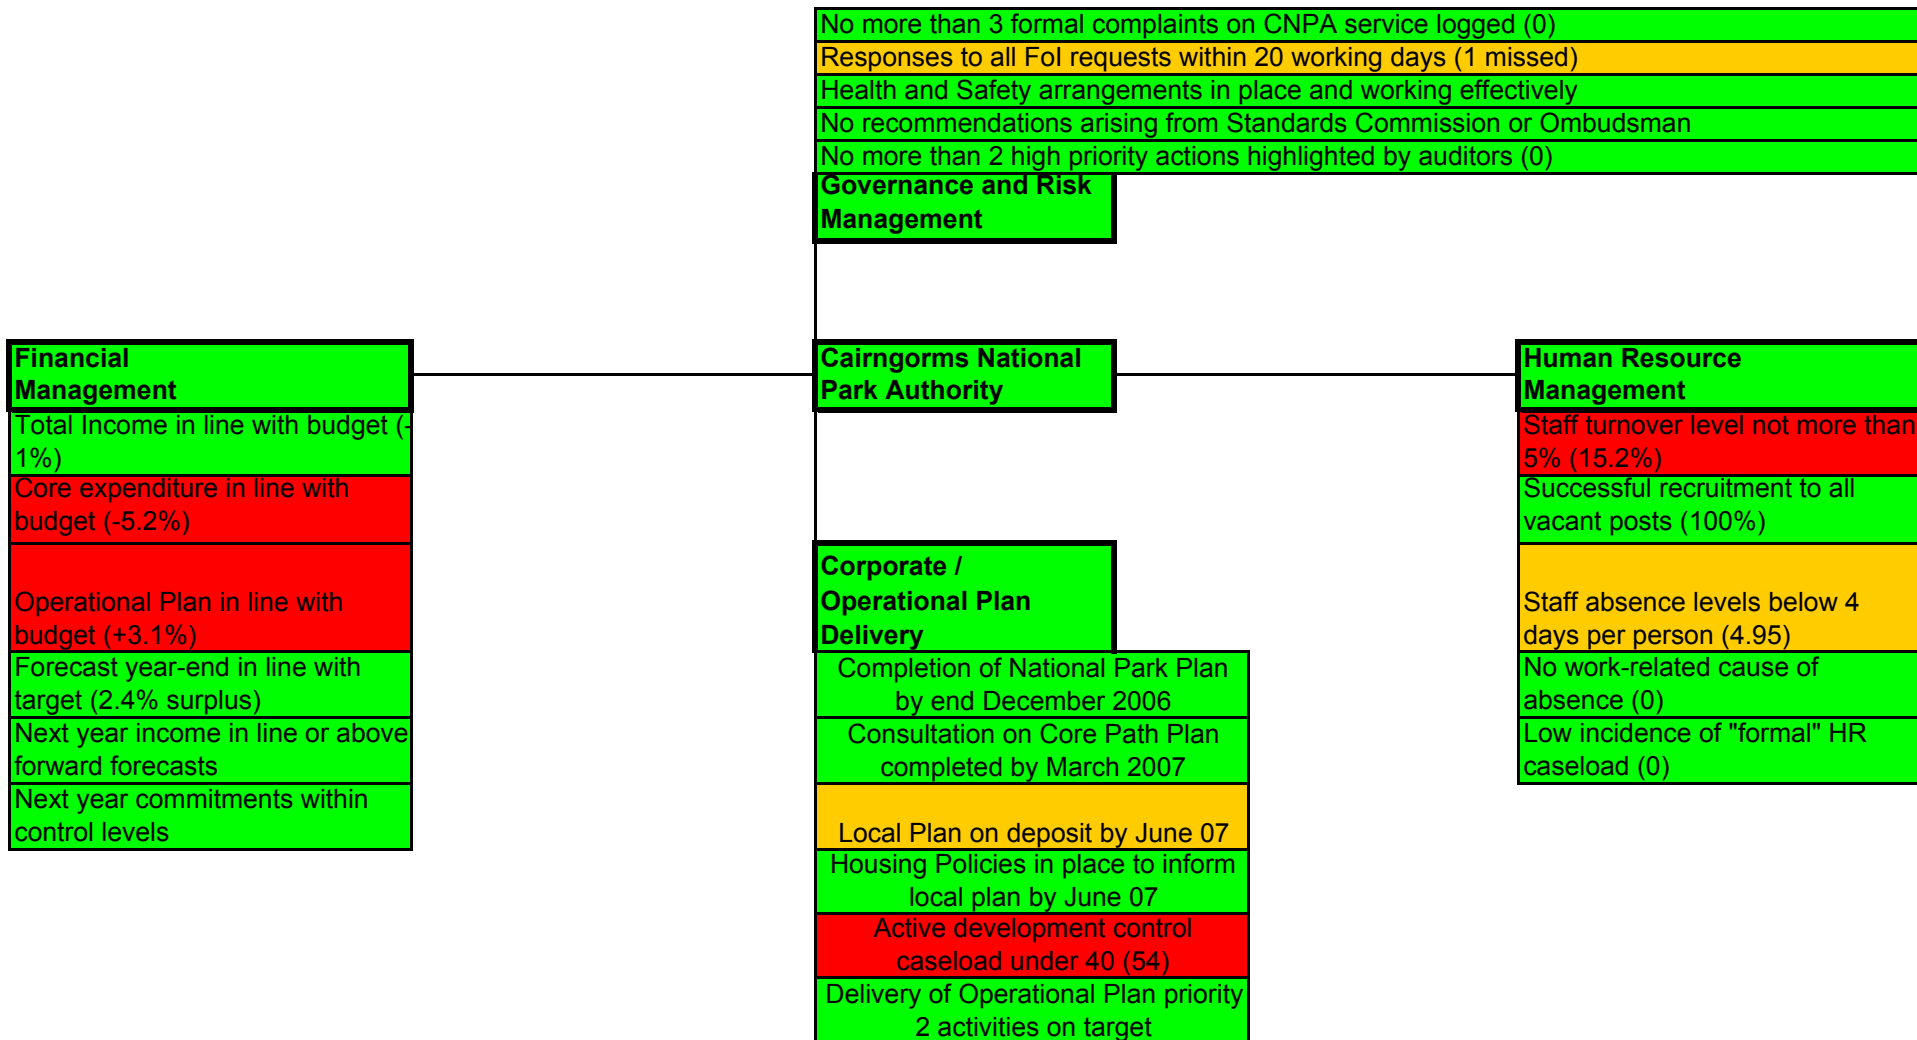 No more than 3 formal complaints on CNPA service logged (0)
Responses to all FoI requests within 20 working days (1 missed)
Health and Safety arrangements in place and working effectively
No recommendations arising from Standards Commission or Ombudsman
No more than 2 high priority actions highlighted by auditors (0)
Governance and Risk
Management
Financial
Management
Total Income in line with budget (-
1%)
Core expenditure in line with
budget (-5.2%)
Operational Plan in line with
budget (+3.1%)
Forecast year-end in line with
target (2.4% surplus)
Next year income in line or above
forward forecasts
Next year commitments within
control levels
Cairngorms National
Park Authority
Corporate /
Operational Plan
Delivery
Completion of National Park Plan
by end December 2006
Consultation on Core Path Plan
completed by March 2007
Local Plan on deposit by June 07
Housing Policies in place to inform
local plan by June 07
Active development control
caseload under 40 (54)
Delivery of Operational Plan priority
2 activities on target
Human Resource
Management
Staff turnover level not more than
5% (15.2%)
Successful recruitment to all
vacant posts (100%)
Staff absence levels below 4
days per person (4.95)
No work-related cause of
absence (0)
Low incidence of "formal" HR
caseload (0)